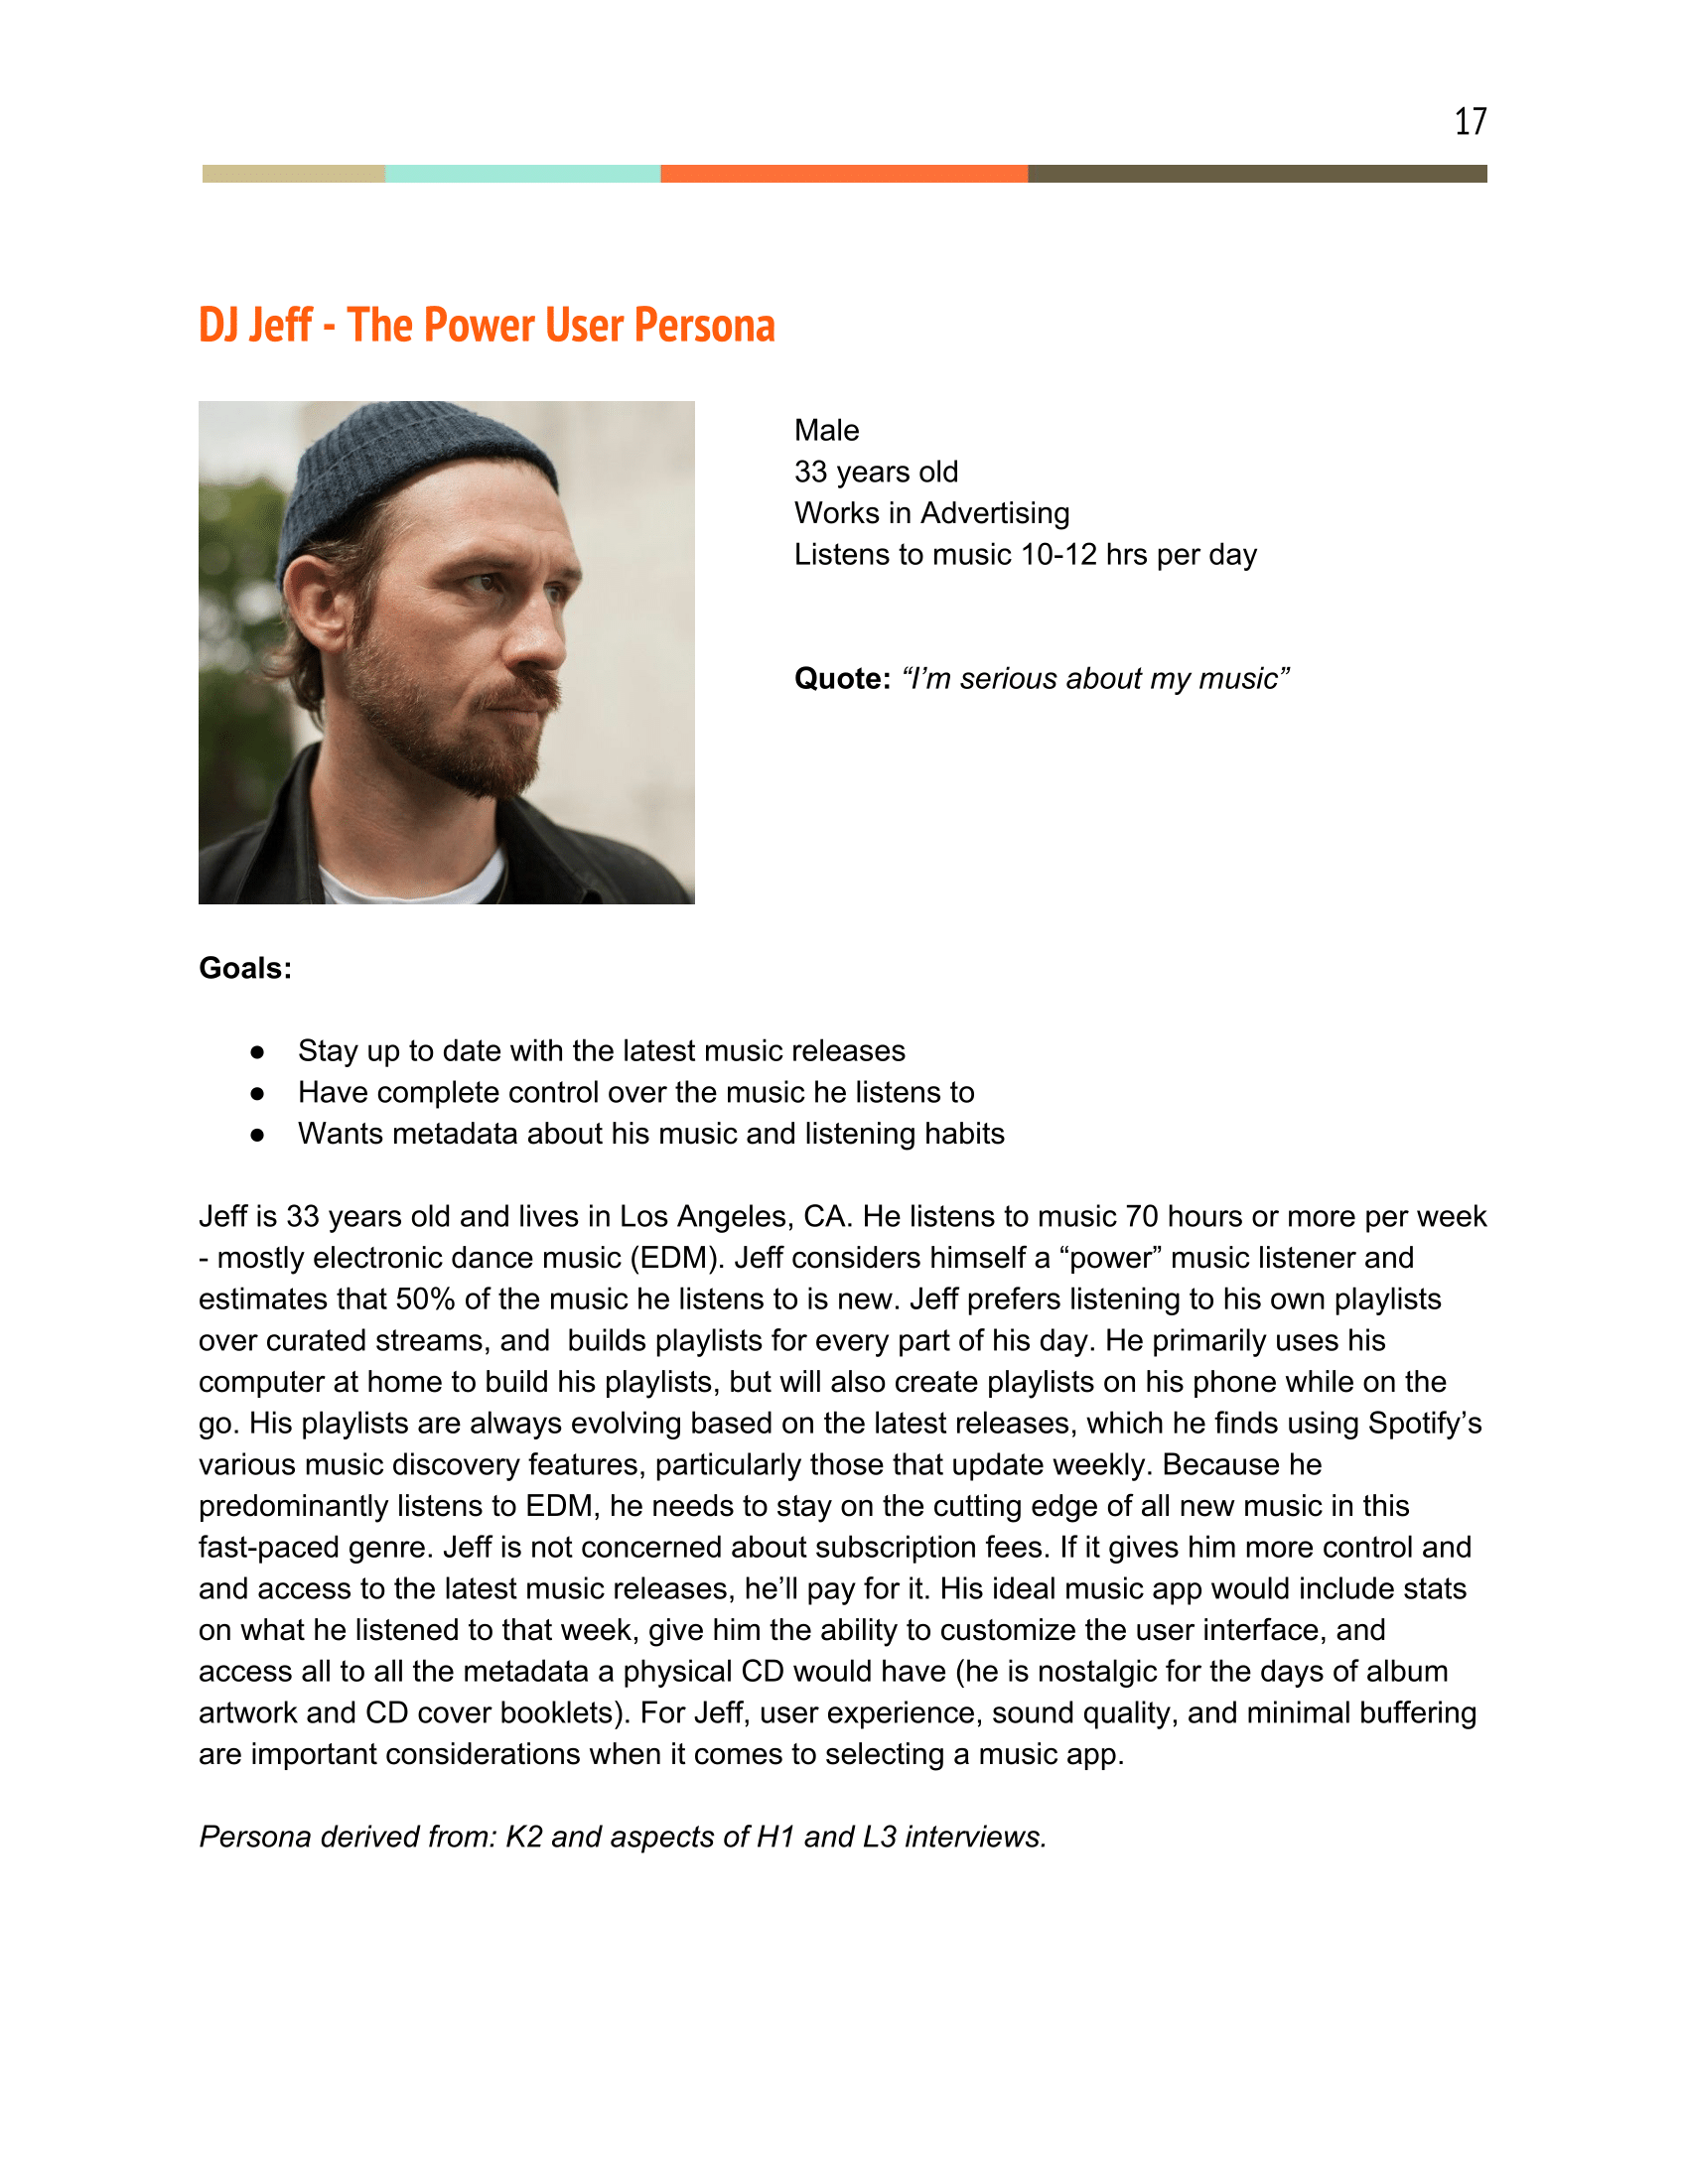 17
DJ Jeff - The Power User Persona
Male
33 years old
Works in Advertising
Listens to music 10-12 hrs per day
Quote: “I’m serious about my music”
Goals:
● Stay up to date with the latest music releases
● Have complete control over the music he listens to
● Wants metadata about his music and listening habits
Jeff is 33 years old and lives in Los Angeles, CA. He listens to music 70 hours or more per week
- mostly electronic dance music (EDM). Jeff considers himself a “power” music listener and
estimates that 50% of the music he listens to is new. Jeff prefers listening to his own playlists
over curated streams, and  builds playlists for every part of his day. He primarily uses his
computer at home to build his playlists, but will also create playlists on his phone while on the
go. His playlists are always evolving based on the latest releases, which he finds using Spotify’s
various music discovery features, particularly those that update weekly. Because he
predominantly listens to EDM, he needs to stay on the cutting edge of all new music in this
fast-paced genre. Jeff is not concerned about subscription fees. If it gives him more control and
and access to the latest music releases, he’ll pay for it. His ideal music app would include stats
on what he listened to that week, give him the ability to customize the user interface, and
access all to all the metadata a physical CD would have (he is nostalgic for the days of album
artwork and CD cover booklets). For Jeff, user experience, sound quality, and minimal buffering
are important considerations when it comes to selecting a music app.
Persona derived from: K2 and aspects of H1 and L3 interviews.